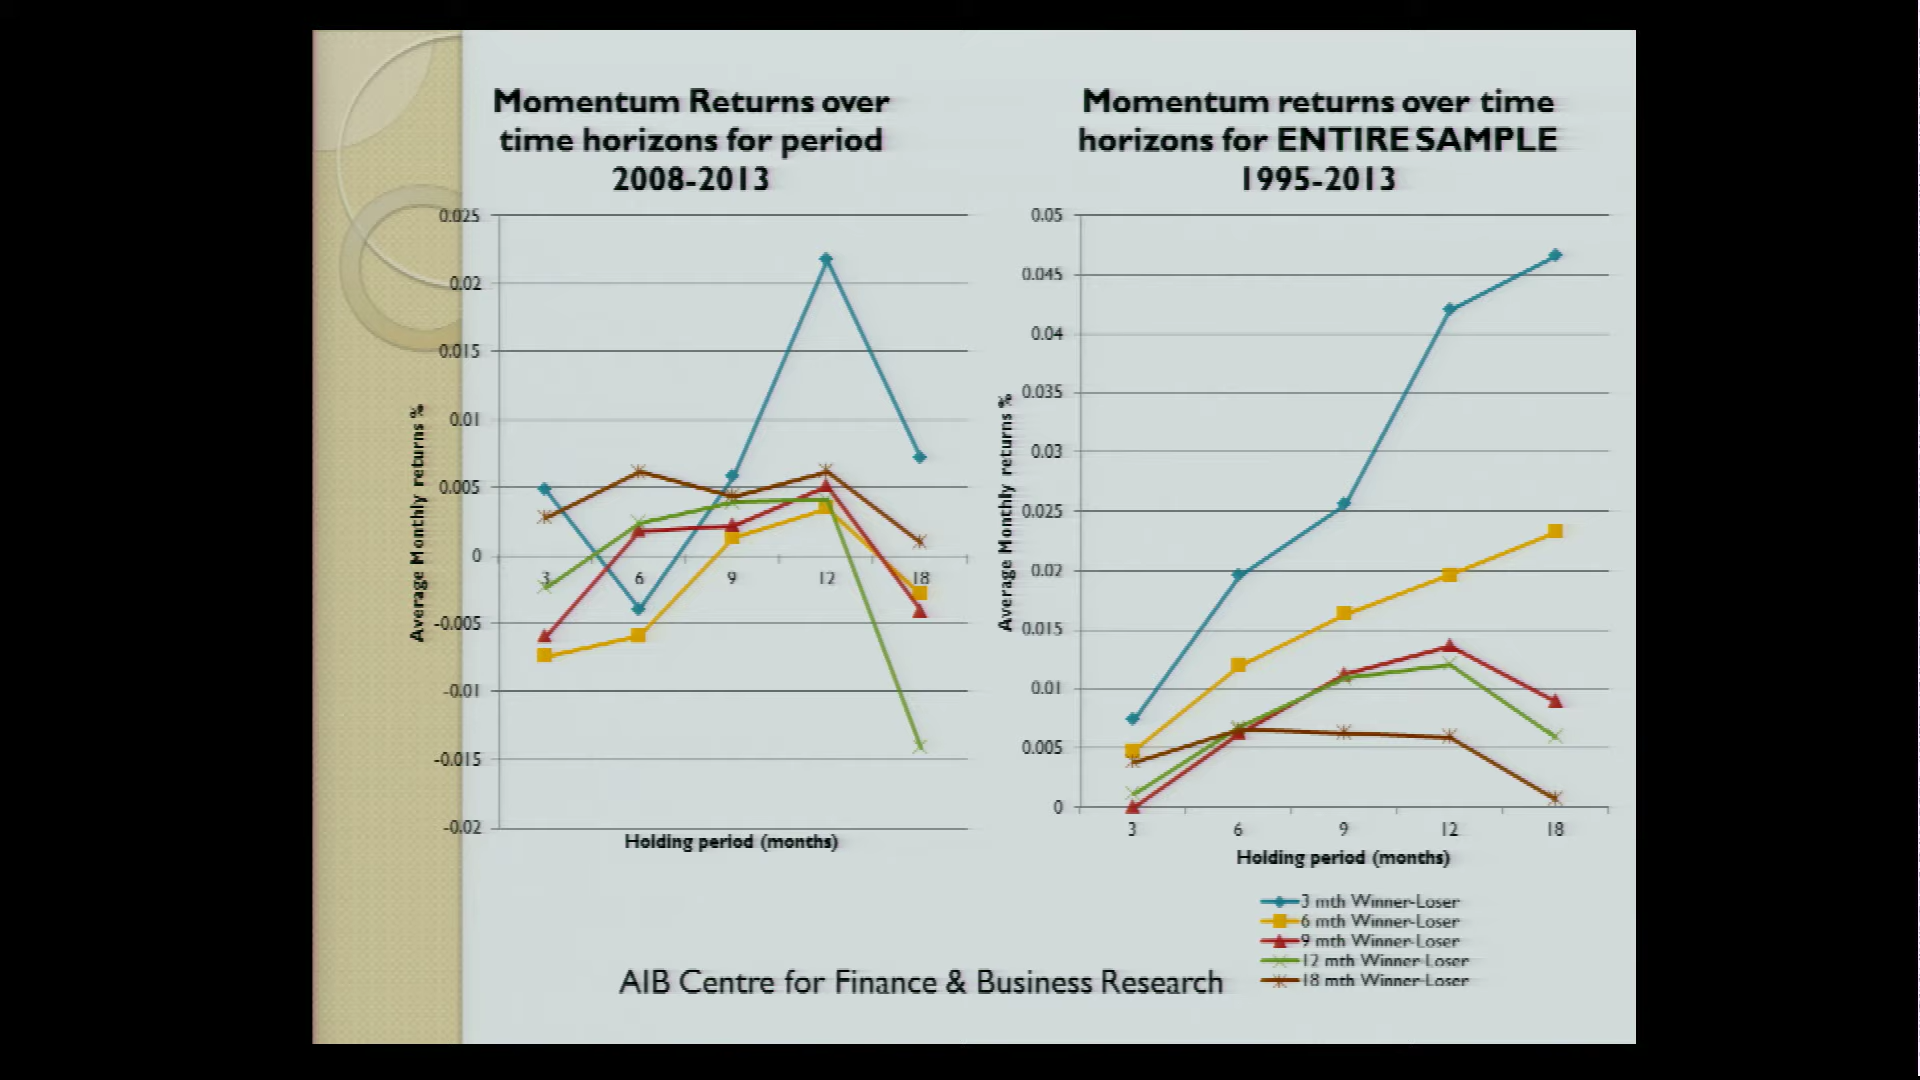 Momentum Returns over
time horizons for period
2008-2013
0.025
0.02
0.015
0.01
0.005
0
-0.005
-0.01
-0.015
-0.02
Average Monthly returns %
3 6 9 12 18
Holding period (months)
Momentum returns over time
horizons for ENTIRE SAMPLE
1995-2013
0.05
0.045
0.04
0.035
0.03
0.025
0.02
0.015
0.01
0.005
0
Average Monthly returns %
3 6 9 12 18
Holding period (months)
3 mth Winner-Loser
6 mth Winner-Loser
9 mth Winner-Loser
12 mth Winner-Loser
18 mth Winner-Loser
AIB Centre for Finance & Business Research